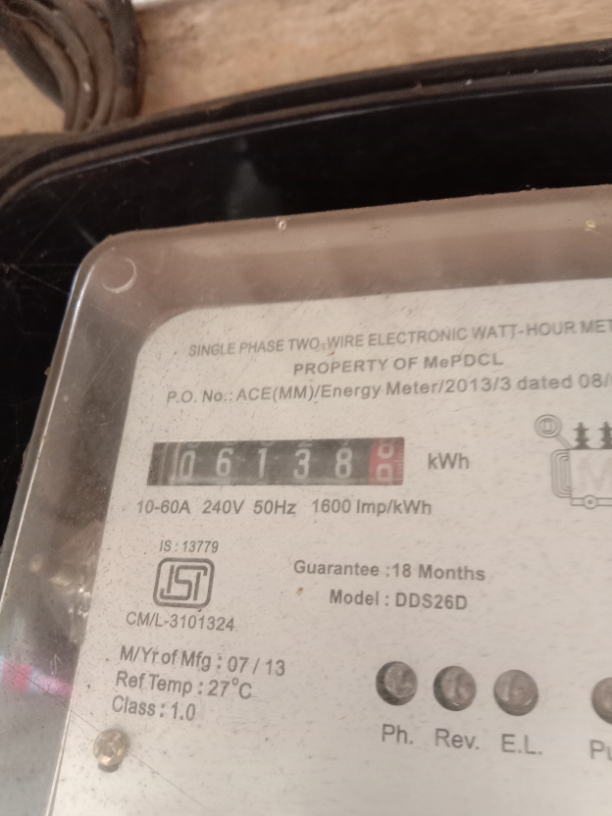 SINGLE PHASE TWO-WIRE ELECTRONIC WATT-HOUR MET
PROPERTY OF MePDCL
P.O. No.: ACE(MM)/Energy Meter/2013/3 dated 08/
06138 kWh
10-60A 240V 50Hz 1600 Imp/kWh
IS : 13779
ISI
CM/L-3101324
Guarantee :18 Months
Model : DDS26D
M/Yr of Mfg : 07 / 13
Ref Temp : 27°C
Class : 1.0
Ph. Rev. E.L. Pu